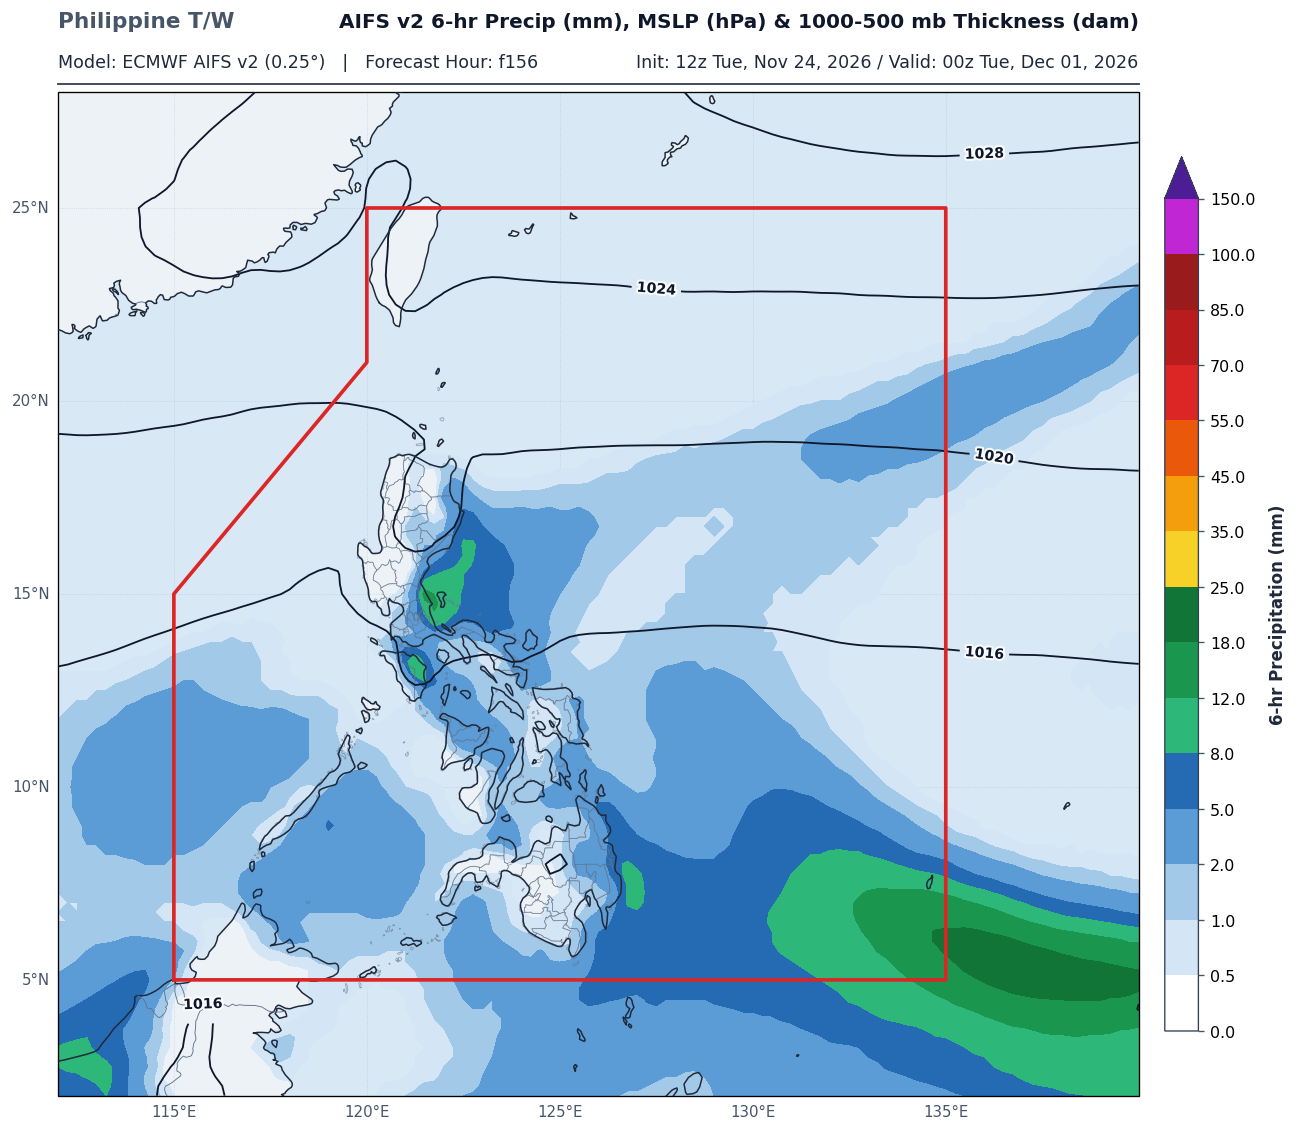 Philippine T/W
AIFS v2 6-hr Precip (mm), MSLP (hPa) & 1000-500 mb Thickness (dam)
Model: ECMWF AIFS v2 (0.25°) | Forecast Hour: f156
Init: 12z Tue, Nov 24, 2026 / Valid: 00z Tue, Dec 01, 2026
1028
25°N
1024
20°N
1020
15°N
1016
10°N
5°N
1016
115°E
120°E
125°E
130°E
135°E
150.0
100.0
85.0
70.0
55.0
45.0
35.0
25.0
18.0
12.0
8.0
5.0
2.0
1.0
0.5
0.0
6-hr Precipitation (mm)